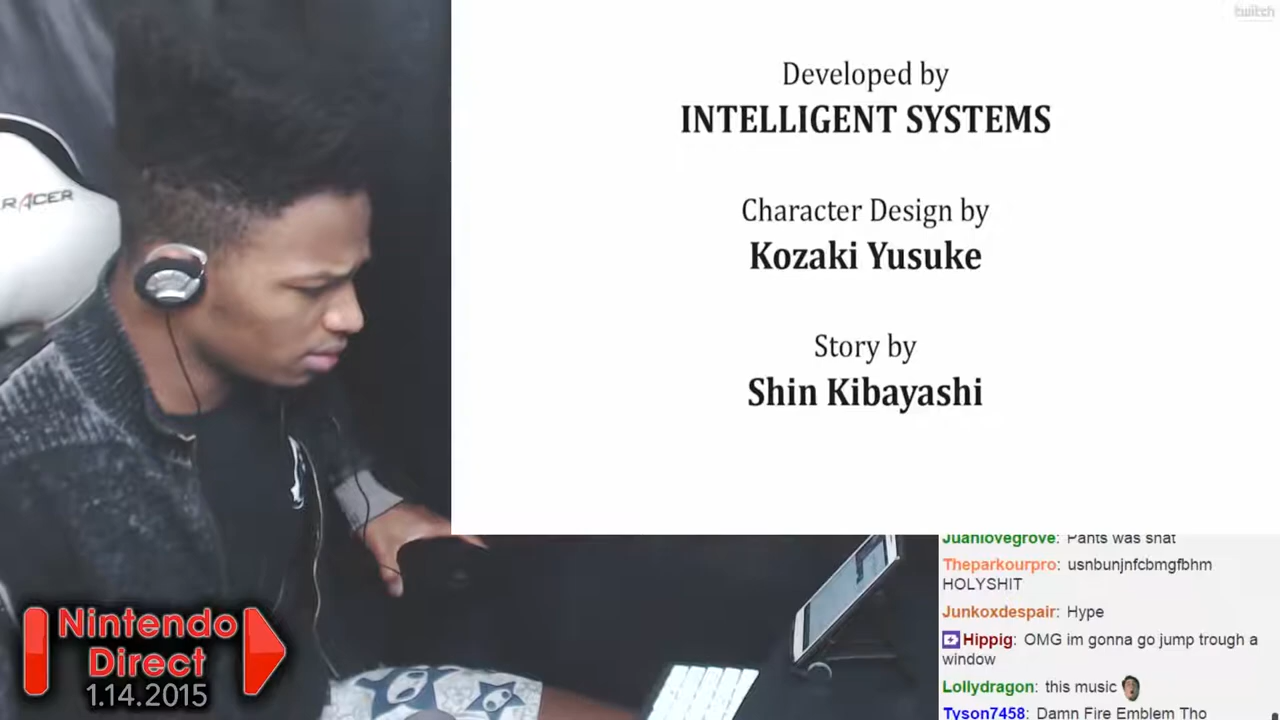 twitch
RACER
Developed by
INTELLIGENT SYSTEMS
Character Design by
Kozaki Yusuke
Story by
Shin Kibayashi
Juanlovegrove: Pants was shat
Theparkourpro: usnbunjnfcbmgfbhm
HOLYSHIT
Junkoxdespair: Hype
Hippig: OMG im gonna go jump trough a
window
Lollydragon: this music
Tyson7458: Damn Fire Emblem Tho
Nintendo
Direct
1.14.2015